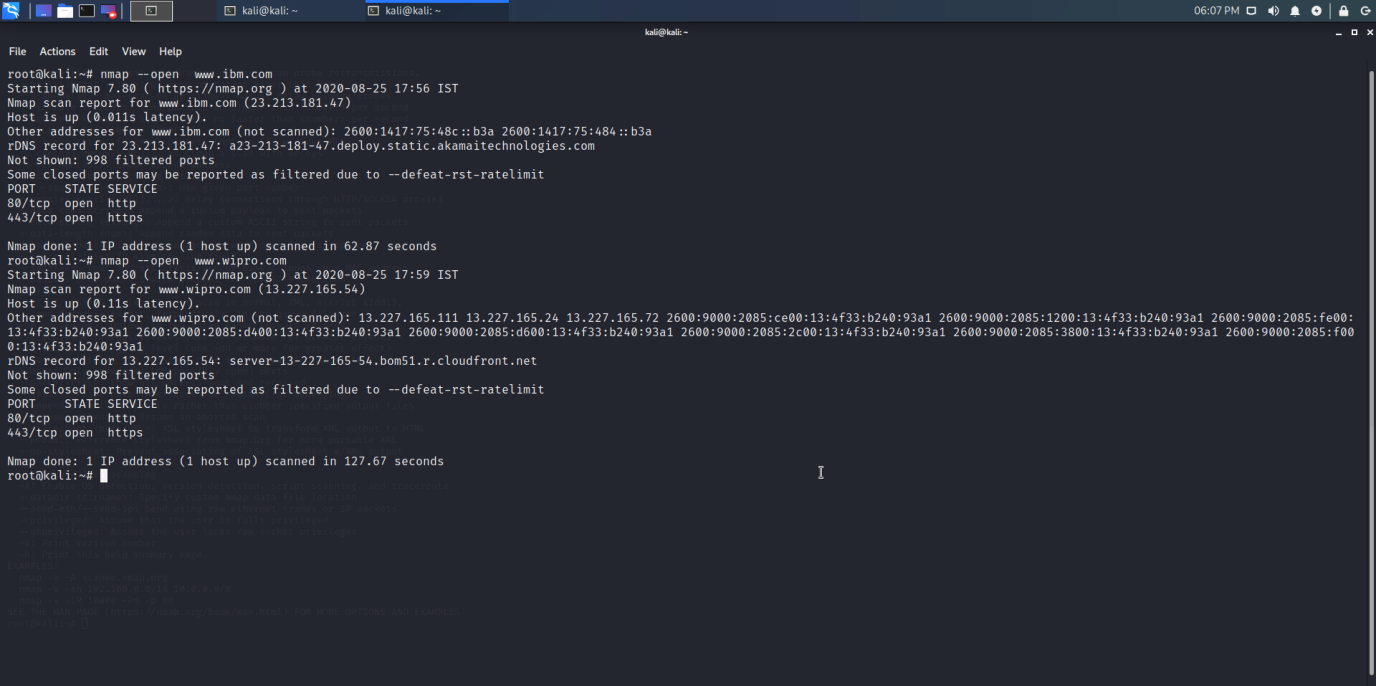 kali@kali: ~
kali@kali: ~
06:07 PM
kali@kali: ~
File Actions Edit View Help
root@kali:~# nmap --open  www.ibm.com
Starting Nmap 7.80 ( https://nmap.org ) at 2020-08-25 17:56 IST
Nmap scan report for www.ibm.com (23.213.181.47)
Host is up (0.011s latency).
Other addresses for www.ibm.com (not scanned): 2600:1417:75:48c::b3a 2600:1417:75:484::b3a
rDNS record for 23.213.181.47: a23-213-181-47.deploy.static.akamaitechnologies.com
Not shown: 998 filtered ports
Some closed ports may be reported as filtered due to --defeat-rst-ratelimit
PORT    STATE SERVICE
80/tcp  open  http
443/tcp open  https
Nmap done: 1 IP address (1 host up) scanned in 62.87 seconds
root@kali:~# nmap --open  www.wipro.com
Starting Nmap 7.80 ( https://nmap.org ) at 2020-08-25 17:59 IST
Nmap scan report for www.wipro.com (13.227.165.54)
Host is up (0.11s latency).
Other addresses for www.wipro.com (not scanned): 13.227.165.111 13.227.165.24 13.227.165.72 2600:9000:2085:ce00:13:4f33:b240:93a1 2600:9000:2085:1200:13:4f33:b240:93a1 2600:9000:2085:fe00:
13:4f33:b240:93a1 2600:9000:2085:d400:13:4f33:b240:93a1 2600:9000:2085:d600:13:4f33:b240:93a1 2600:9000:2085:2c00:13:4f33:b240:93a1 2600:9000:2085:3800:13:4f33:b240:93a1 2600:9000:2085:f00
0:13:4f33:b240:93a1
rDNS record for 13.227.165.54: server-13-227-165-54.bom51.r.cloudfront.net
Not shown: 998 filtered ports
Some closed ports may be reported as filtered due to --defeat-rst-ratelimit
PORT    STATE SERVICE
80/tcp  open  http
443/tcp open  https
Nmap done: 1 IP address (1 host up) scanned in 127.67 seconds
root@kali:~#